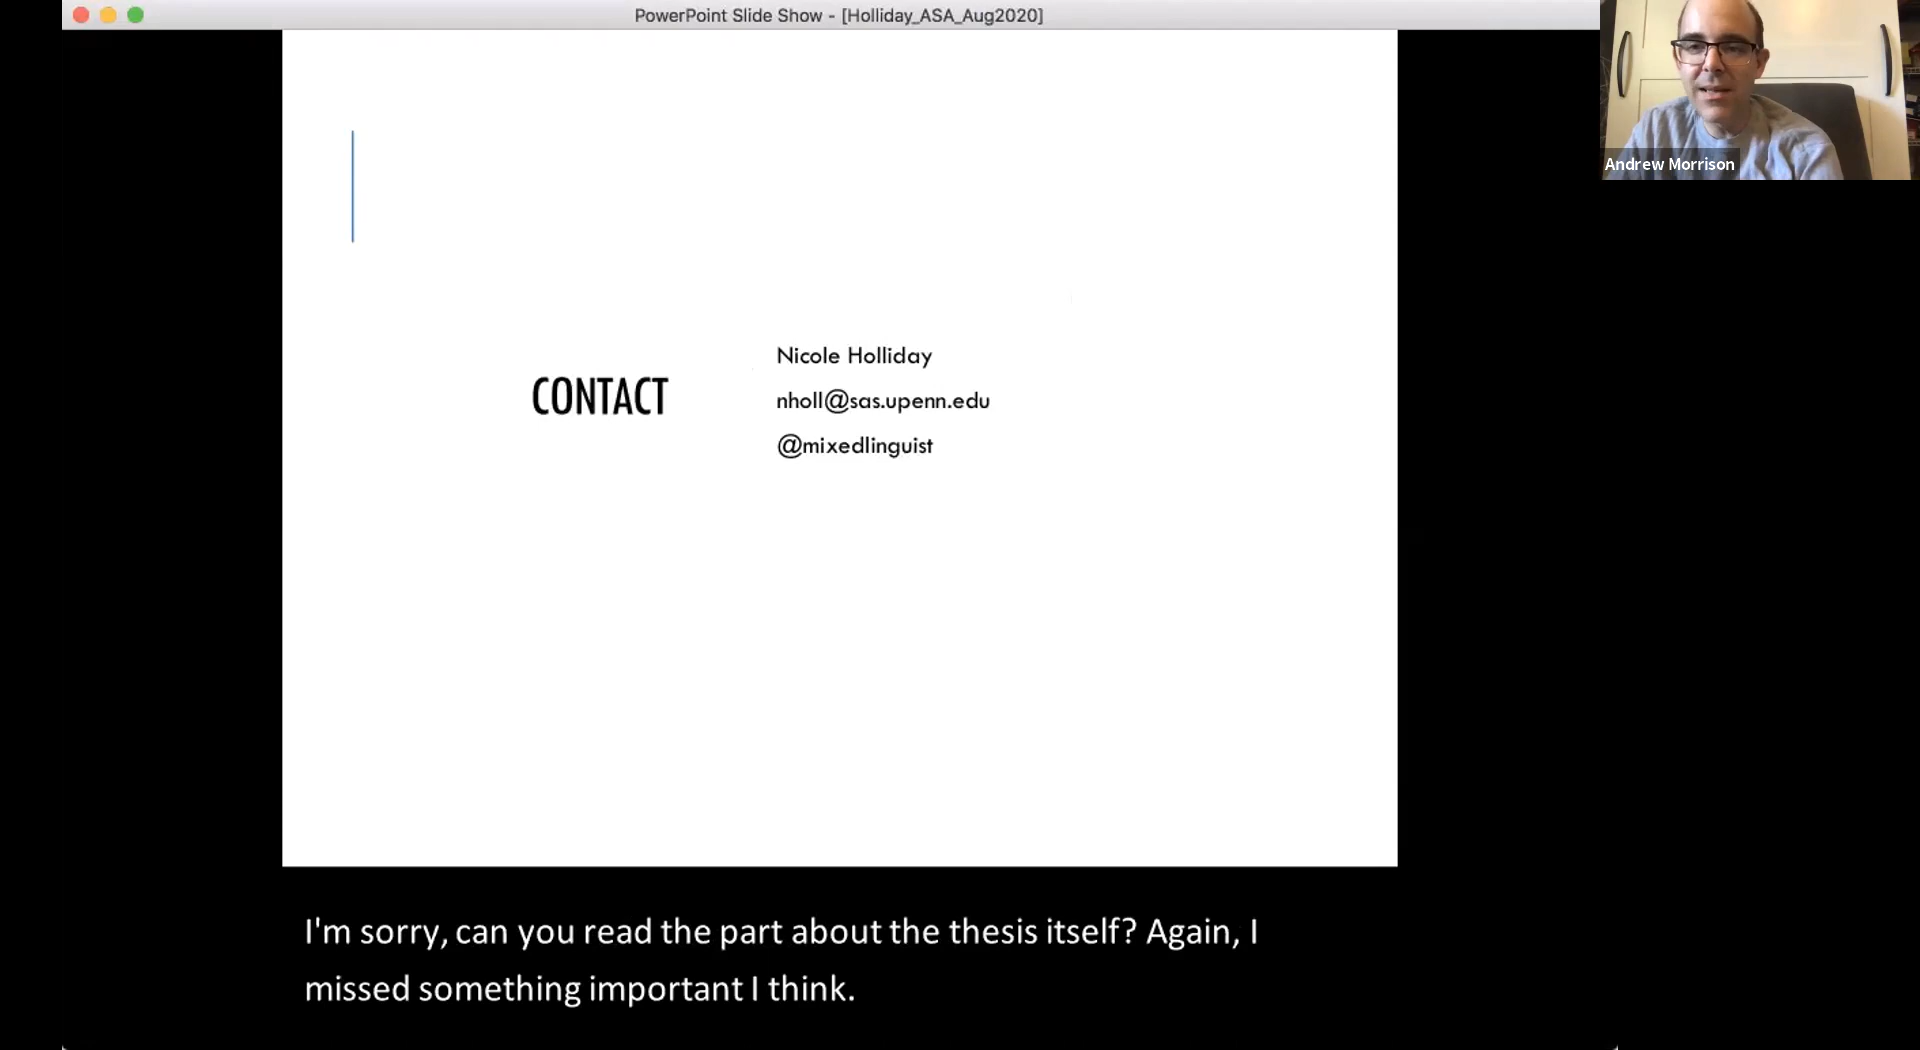 PowerPoint Slide Show - [Holliday_ASA_Aug2020]
Andrew Morrison
CONTACT
Nicole Holliday
nholl@sas.upenn.edu
@mixedlinguist
I'm sorry, can you read the part about the thesis itself? Again, I
missed something important I think.